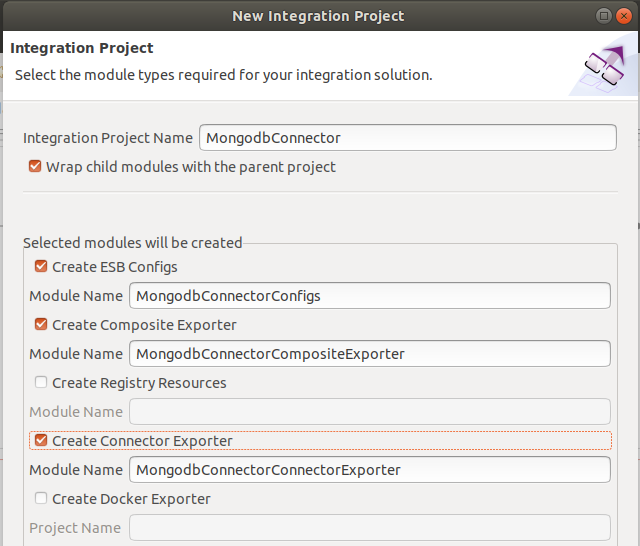 New Integration Project
Integration Project
Select the module types required for your integration solution.
Integration Project Name MongodbConnector
Wrap child modules with the parent project
Selected modules will be created
Create ESB Configs
Module Name MongodbConnectorConfigs
Create Composite Exporter
Module Name MongodbConnectorCompositeExporter
Create Registry Resources
Module Name
Create Connector Exporter
Module Name MongodbConnectorConnectorExporter
Create Docker Exporter
Project Name